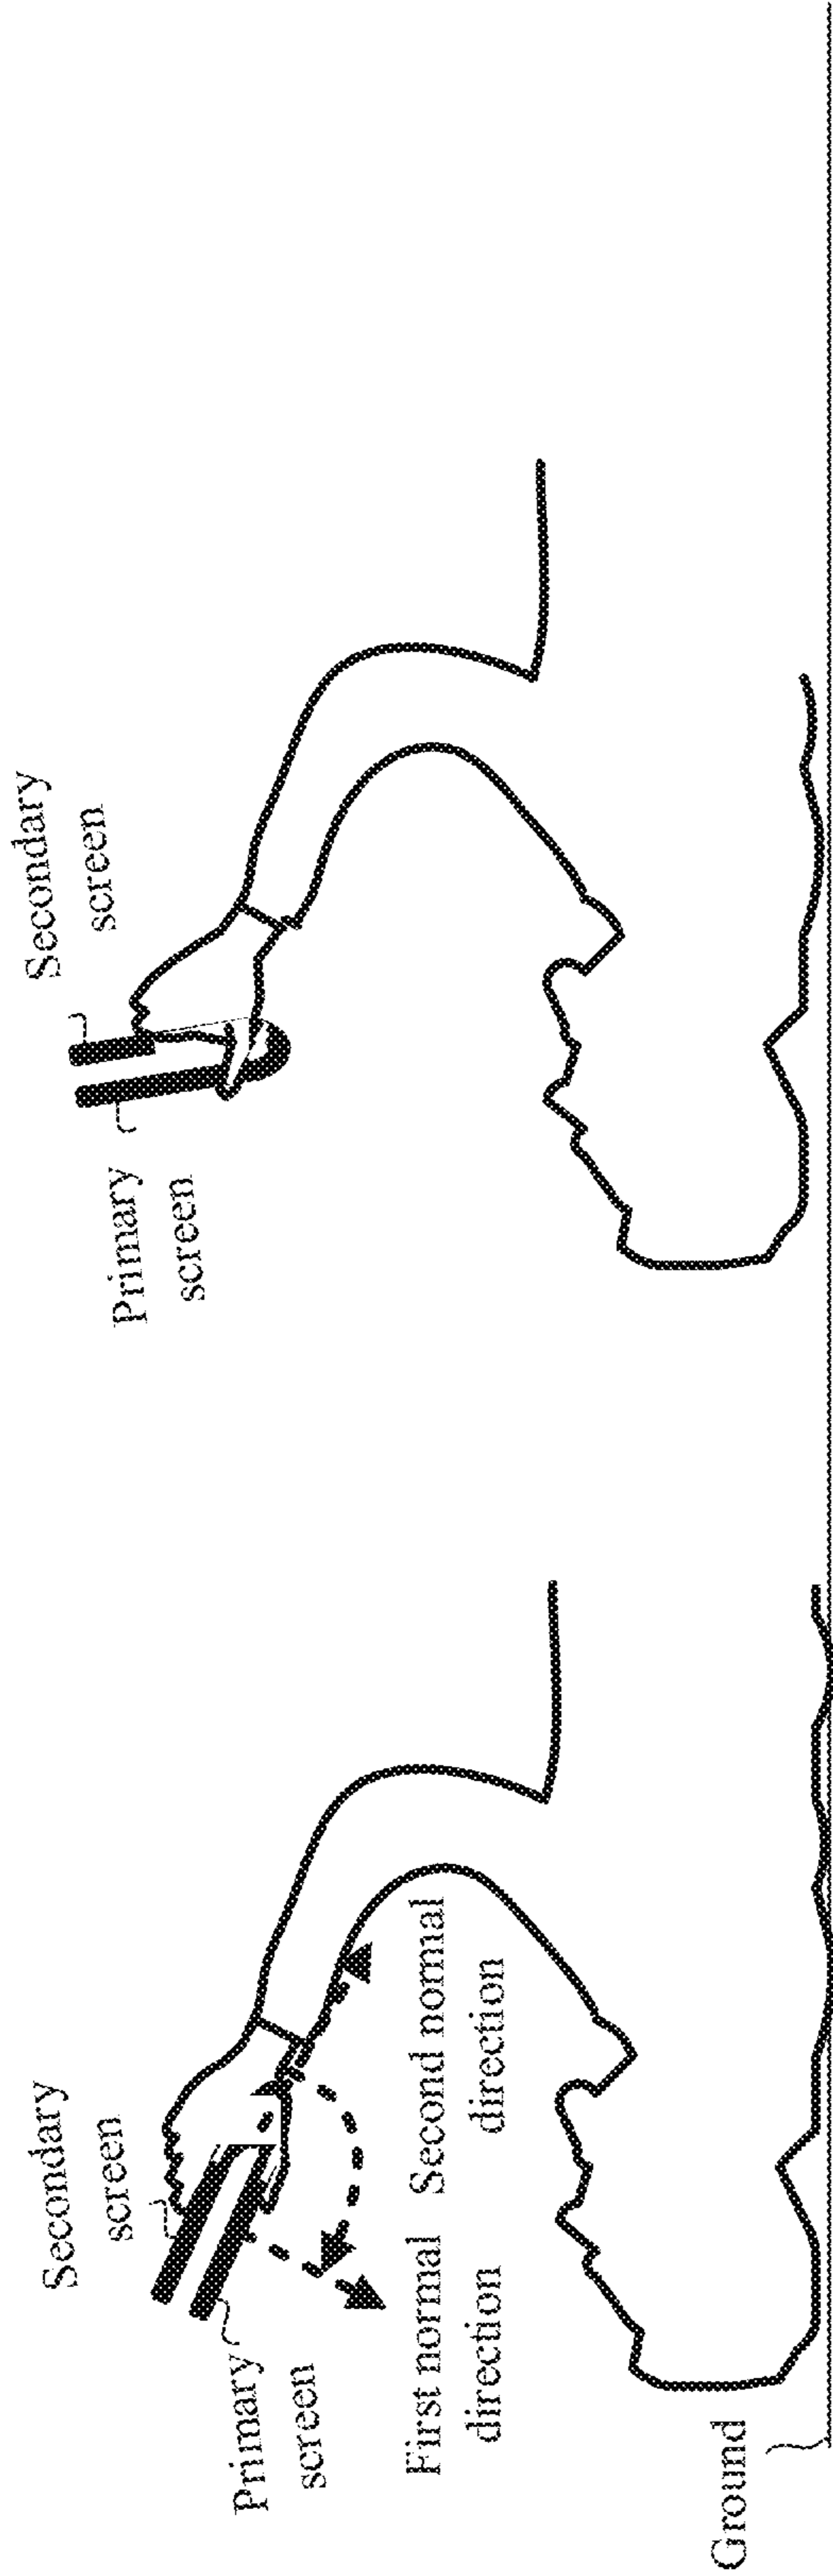 Secondary
screen
Primary
screen
First normal
direction
Second normal
direction
Ground
Secondary
screen
Primary
screen